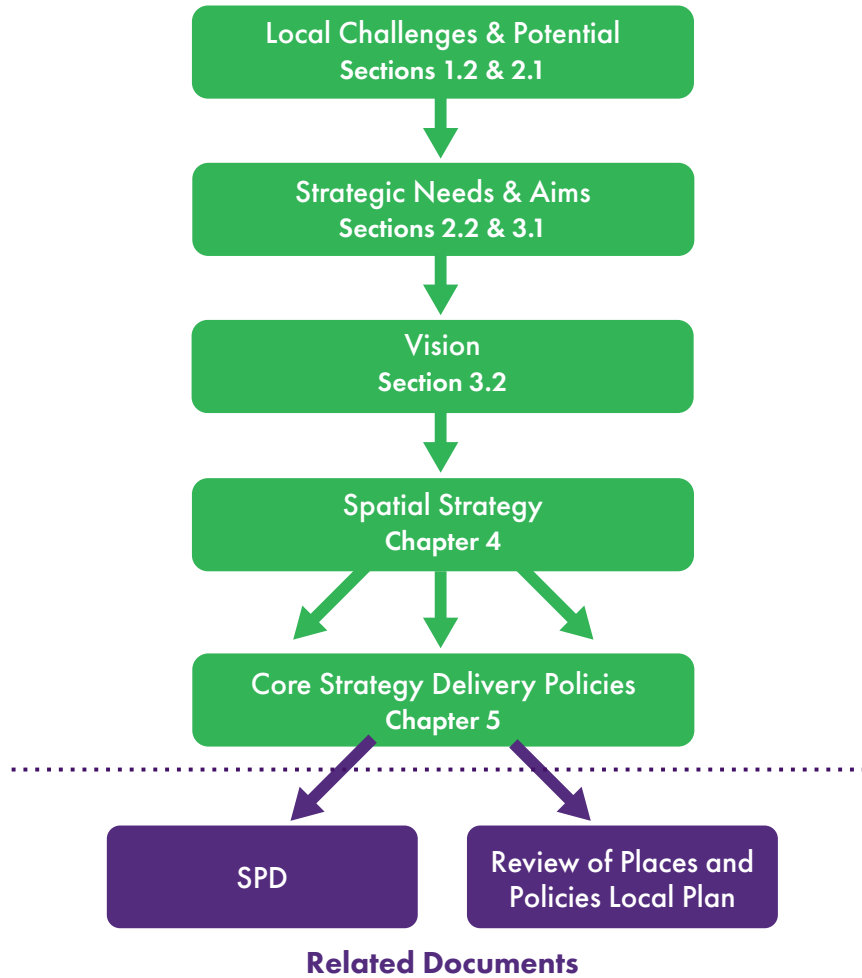 Local Challenges & Potential
Sections 1.2 & 2.1
Strategic Needs & Aims
Sections 2.2 & 3.1
Vision
Section 3.2
Spatial Strategy
Chapter 4
Core Strategy Delivery Policies
Chapter 5
SPD
Review of Places and
Policies Local Plan
Related Documents